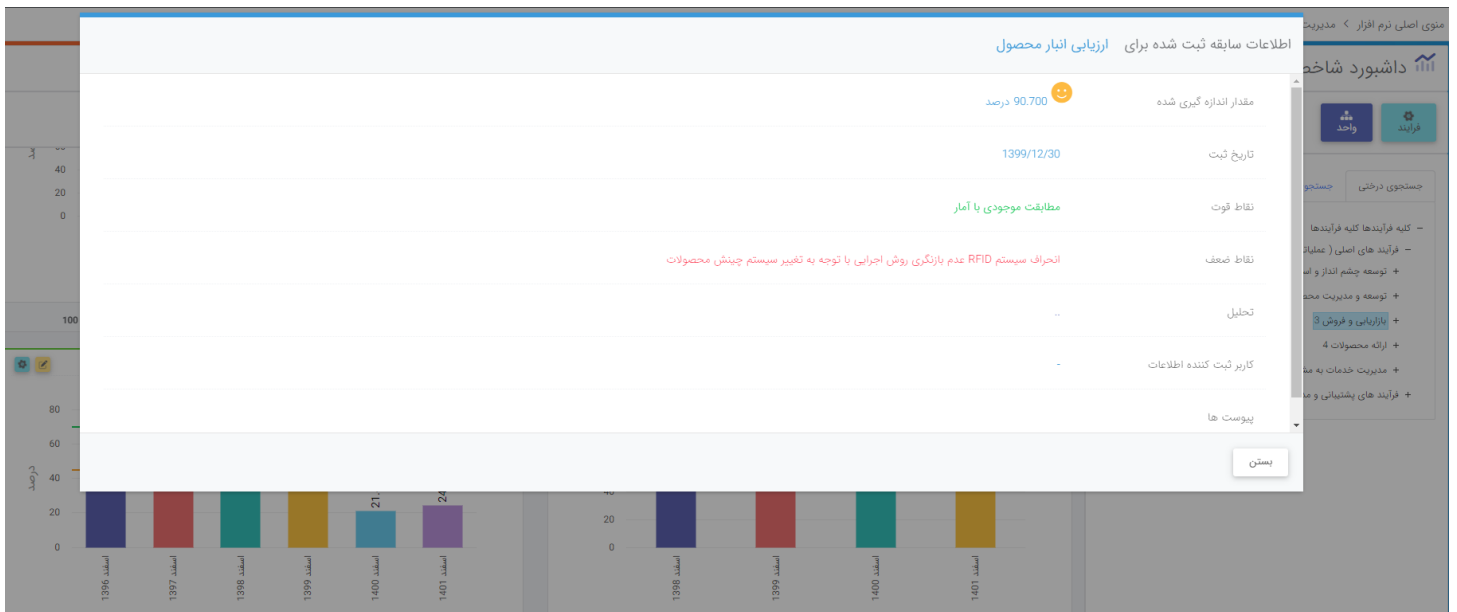 منوی اصلی نرم افزار > مدیریت
داشبورد شاخص
فرایند
واحد
جستجوی درختی
جستجو
− کلیه فرآیندها کلیه فرآیندها
− فرآیند های اصلی ( عملیات
+ توسعه چشم انداز و اس
+ توسعه و مدیریت محص
+ بازاریابی و فروش 3
+ ارائه محصولات 4
+ مدیریت خدمات به مش
+ فرآیند های پشتیبانی و مد
اطلاعات سابقه ثبت شده برای ارزیابی انبار محصول
مقدار اندازه گیری شده 90.700 درصد
تاریخ ثبت 1399/12/30
نقاط قوت مطابقت موجودی با آمار
نقاط ضعف انحراف سیستم RFID عدم بازنگری روش اجرایی با توجه به تغییر سیستم چینش محصولات
تحلیل ..
کاربر ثبت کننده اطلاعات -
پیوست ها
بستن
40
20
0
100
درصد
80
60
40
20
0
21.
24
اسفند 1396
اسفند 1397
اسفند 1398
اسفند 1399
اسفند 1400
اسفند 1401
40
20
0
اسفند 1398
اسفند 1399
اسفند 1400
اسفند 1401